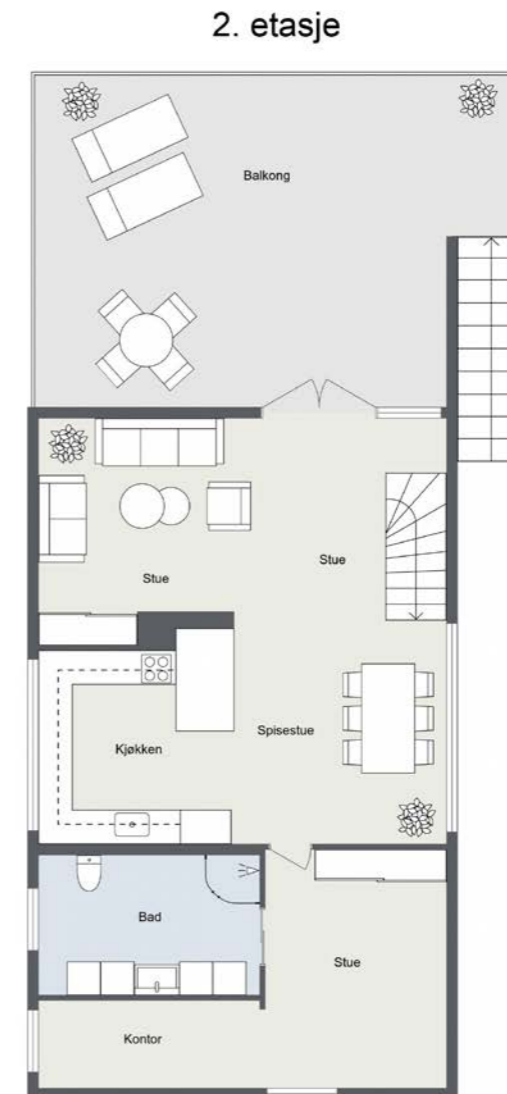 2. etasje
Balkong
Stue
Stue
Spisestue
Kjøkken
Bad
Stue
Kontor